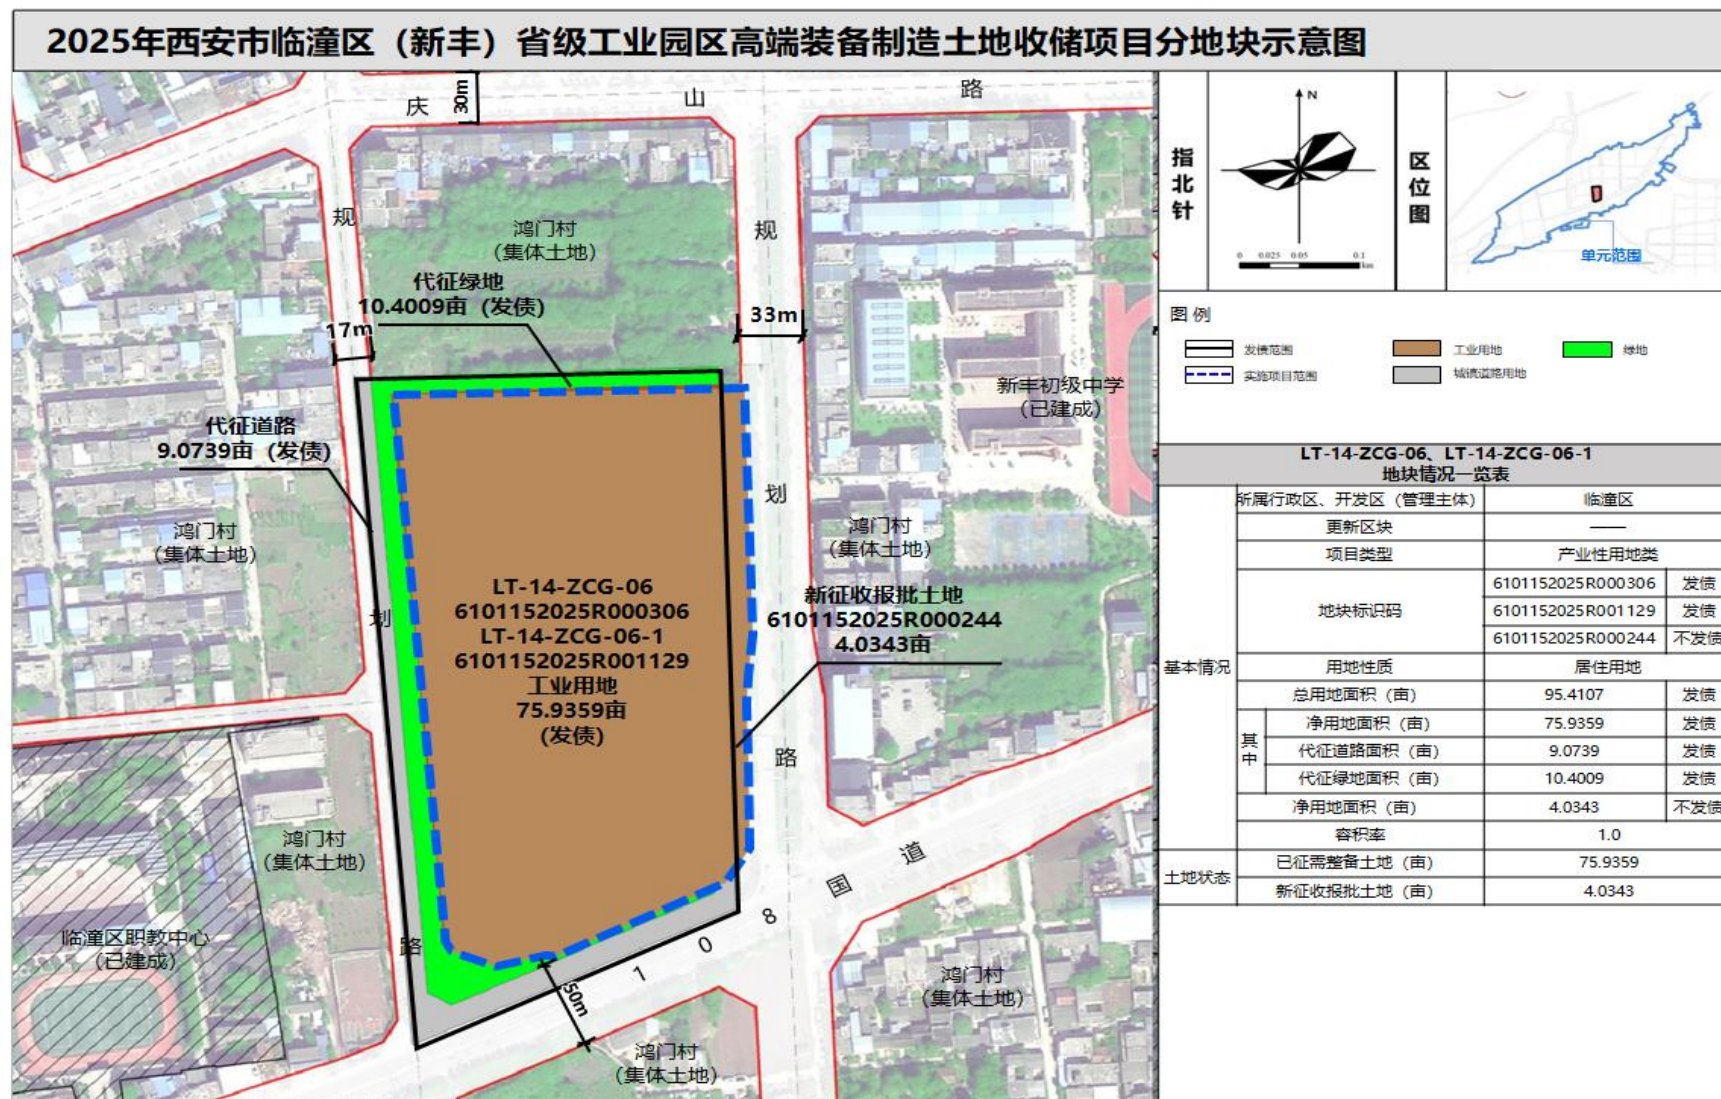 2025年西安市临潼区（新丰）省级工业园区高端装备制造土地收储项目分地块示意图
庆 山 路
30m
规 划 路
规 划 路
鸿门村
（集体土地）
代征绿地
10.4009亩（发债）
17m
33m
代征道路
9.0739亩（发债）
新丰初级中学
（已建成）
鸿门村
（集体土地）
鸿门村
（集体土地）
LT-14-ZCG-06
6101152025R000306
LT-14-ZCG-06-1
6101152025R001129
工业用地
75.9359亩
(发债)
新征收报批土地
6101152025R000244
4.0343亩
鸿门村
（集体土地）
临潼区职教中心
（已建成）
108国道
50m
鸿门村
（集体土地）
鸿门村
（集体土地）
指北针
N
0 0.025 0.05 0.1
km
区位图
单元范围
图 例
发债范围
工业用地
绿地
实施项目范围
城镇道路用地
LT-14-ZCG-06、LT-14-ZCG-06-1
地块情况一览表
基本情况
所属行政区、开发区（管理主体） 临潼区
更新区块 ——
项目类型 产业性用地类
地块标识码
6101152025R000306 发债
6101152025R001129 发债
6101152025R000244 不发债
用地性质 居住用地
总用地面积（亩） 95.4107 发债
其中
净用地面积（亩） 75.9359 发债
代征道路面积（亩） 9.0739 发债
代征绿地面积（亩） 10.4009 发债
净用地面积（亩） 4.0343 不发债
容积率 1.0
土地状态
已征需整备土地（亩） 75.9359
新征收报批土地（亩） 4.0343